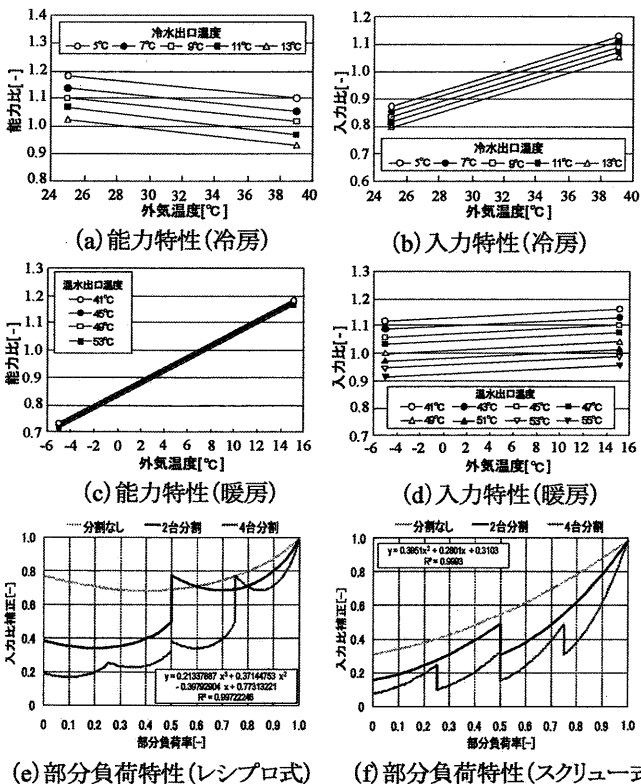 1.4
1.3
1.2
1.1
1.0
0.9
0.8
能力比[-]
冷水出口温度
5℃ 7℃ 9℃ 11℃ 13℃
24 26 28 30 32 34 36 38 40
外気温度[℃]
(a)能力特性(冷房)
1.2
1.1
1.0
0.9
0.8
0.7
0.6
入力比[-]
冷水出口温度
5℃ 7℃ 9℃ 11℃ 13℃
24 26 28 30 32 34 36 38 40
外気温度[℃]
(b)入力特性(冷房)
1.3
1.2
1.1
1.0
0.9
0.8
0.7
能力比[-]
温水出口温度
41℃
45℃
49℃
53℃
-6 -4 -2 0 2 4 6 8 10 12 14 16
外気温度[℃]
(c)能力特性(暖房)
1.3
1.2
1.1
1.0
0.9
0.8
0.7
入力比[-]
温水出口温度
41℃ 43℃ 45℃ 47℃
49℃ 51℃ 53℃ 55℃
-6 -4 -2 0 2 4 6 8 10 12 14 16
外気温度[℃]
(d)入力特性(暖房)
分割なし 2台分割 4台分割
1.0
0.8
0.6
0.4
0.2
0.0
入力比補正[-]
y = 0.21337887 x³ + 0.37144753 x²
- 0.39792904 x + 0.77313221
R² = 0.99722246
0.0 0.1 0.2 0.3 0.4 0.5 0.6 0.7 0.8 0.9 1.0
部分負荷率[-]
(e)部分負荷特性(レシプロ式)
分割なし 2台分割 4台分割
1.0
0.8
0.6
0.4
0.2
0.0
入力比補正[-]
y = 0.3951x² + 0.2801x + 0.3103
R² = 0.9993
0.0 0.1 0.2 0.3 0.4 0.5 0.6 0.7 0.8 0.9 1.0
部分負荷率[-]
(f)部分負荷特性(スクリュー式)